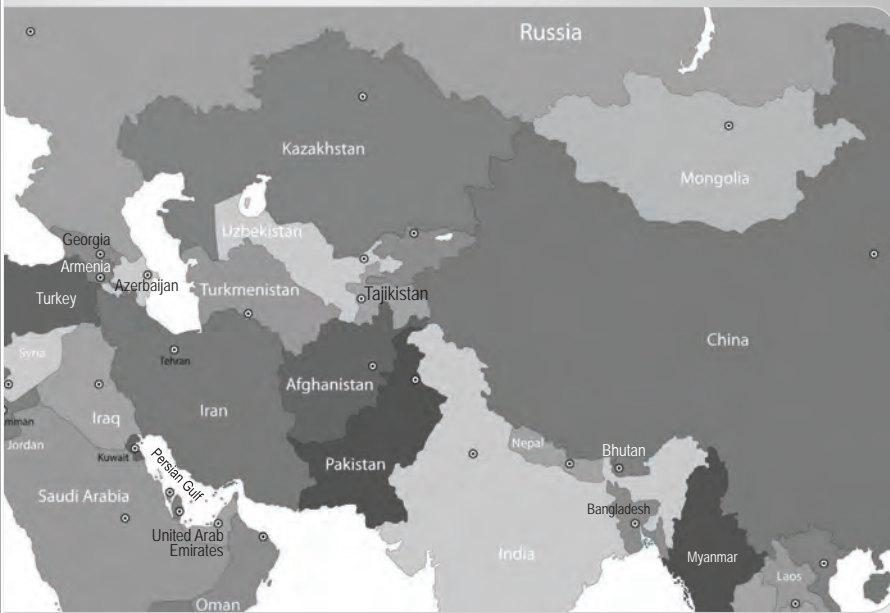 Russia
Kazakhstan
Mongolia
Georgia
Uzbekistan
Armenia
Azerbaijan
Turkmenistan
Tajikistan
Turkey
China
Syria
Tehran
Afghanistan
Iran
Iraq
mman
Jordan
Nepal
Bhutan
Kuwait
Persian Gulf
Pakistan
Saudi Arabia
Bangladesh
United Arab
Emirates
India
Myanmar
Laos
Oman